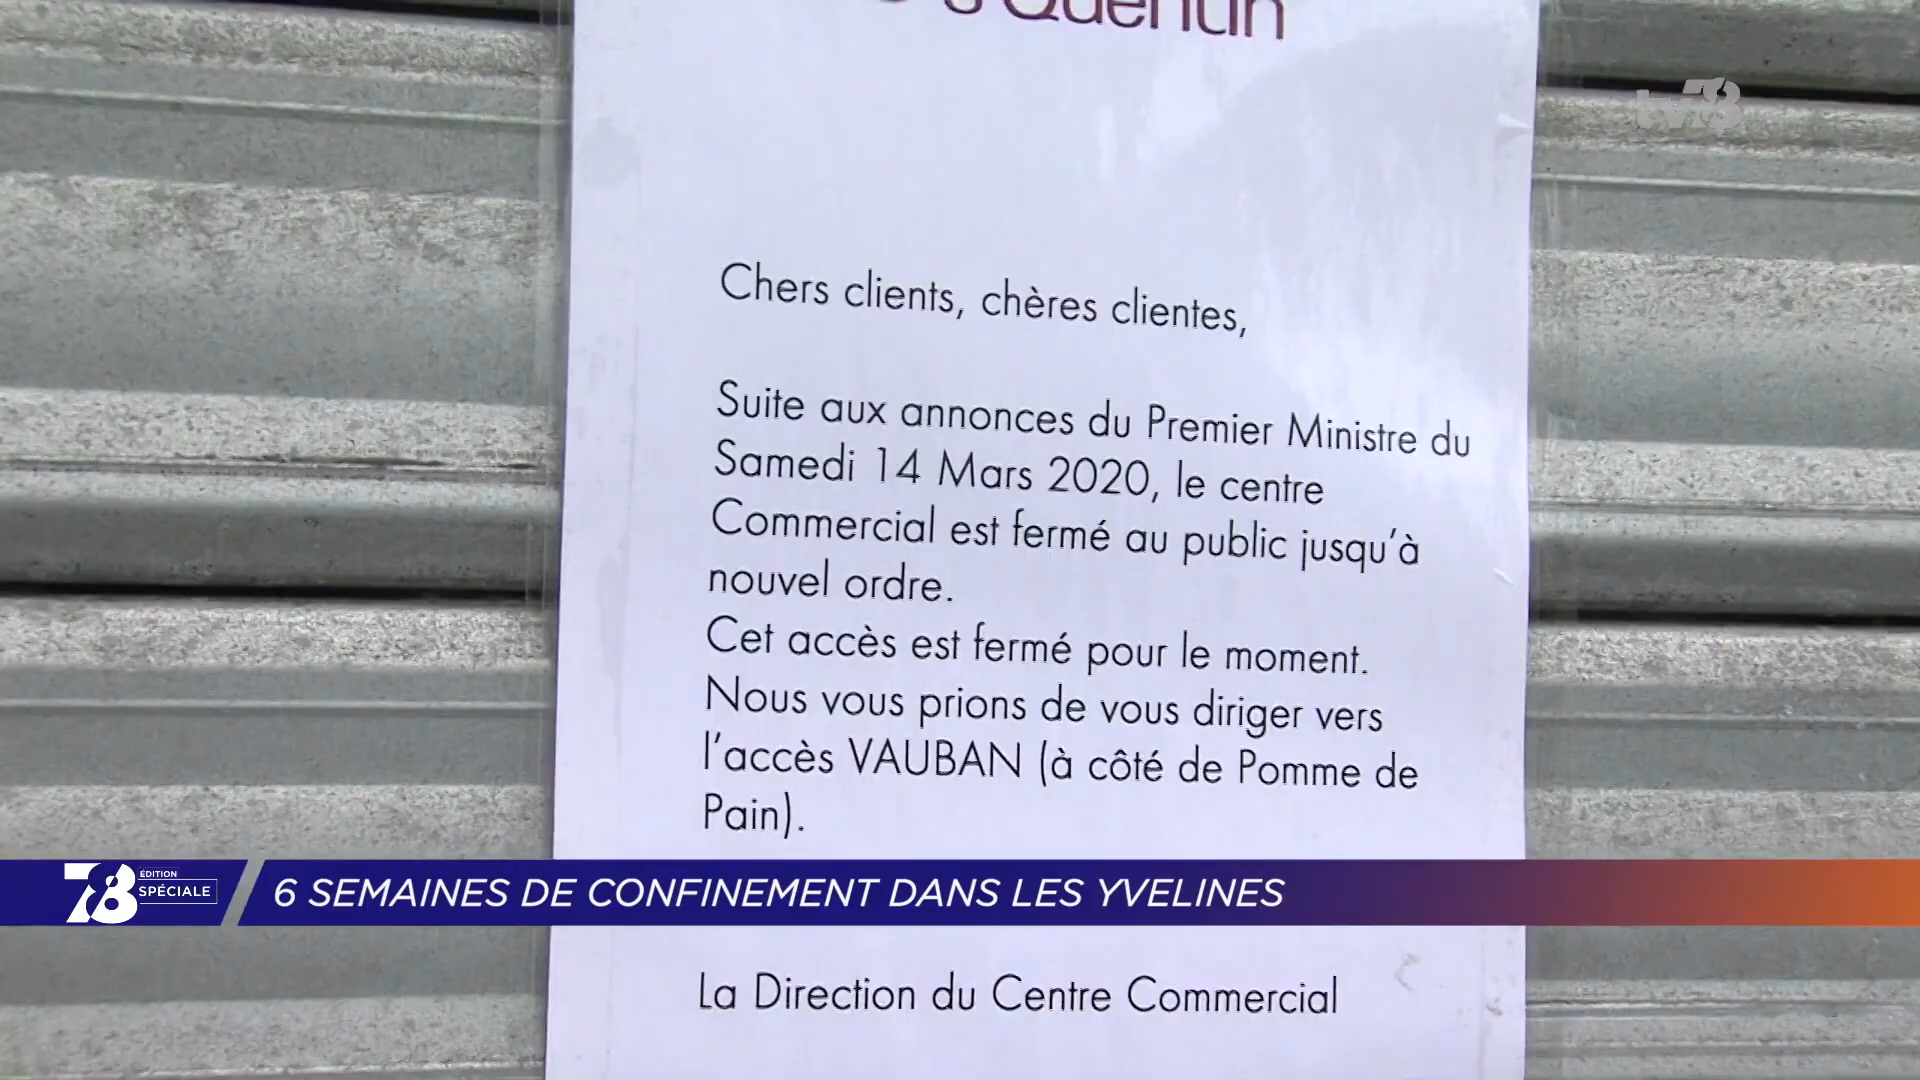 Quentin
tv78
Chers clients, chères clientes,
Suite aux annonces du Premier Ministre du
Samedi 14 Mars 2020, le centre
Commercial est fermé au public jusqu'à
nouvel ordre.
Cet accès est fermé pour le moment.
Nous vous prions de vous diriger vers
l'accès VAUBAN (à côté de Pomme de
Pain).
78 ÉDITION
SPÉCIALE
6 SEMAINES DE CONFINEMENT DANS LES YVELINES
La Direction du Centre Commercial